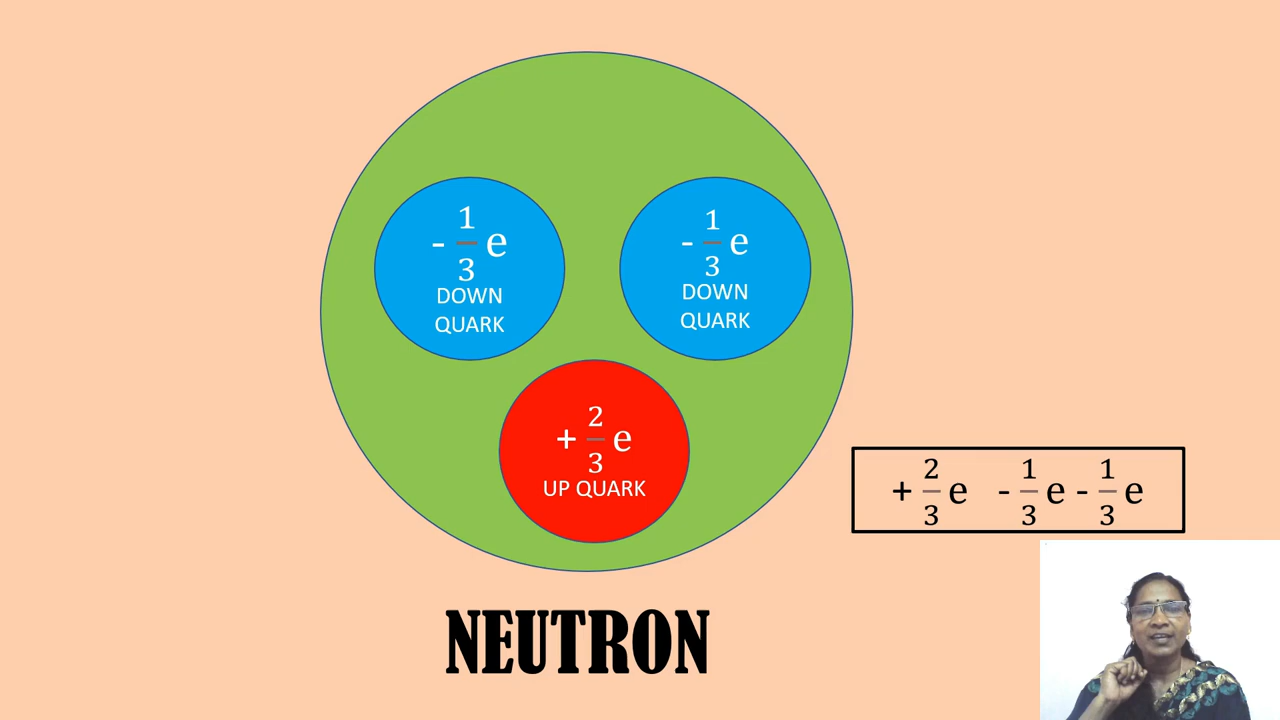 - 1/3 e
DOWN
QUARK
- 1/3 e
DOWN
QUARK
+ 2/3 e
UP QUARK
+ 2/3 e - 1/3 e - 1/3 e
NEUTRON